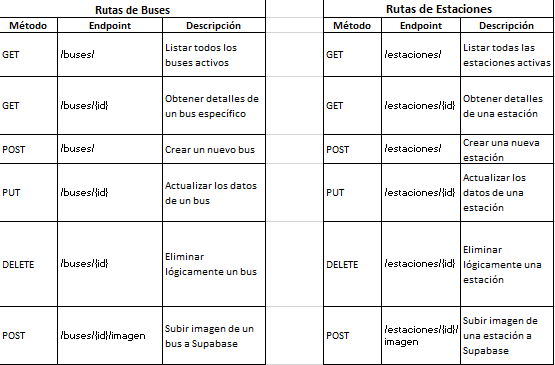 Rutas de Buses
Método Endpoint Descripción
GET /buses/ Listar todos los
buses activos
GET /buses/{id} Obtener detalles de
un bus específico
POST /buses/ Crear un nuevo bus
PUT /buses/{id} Actualizar los datos
de un bus
DELETE /buses/{id} Eliminar
lógicamente un bus
POST /buses/{id}/imagen Subir imagen de un
bus a Supabase
Rutas de Estaciones
Método Endpoint Descripción
GET /estaciones/ Listar todas las
estaciones activas
GET /estaciones/{id} Obtener detalles
de una estación
POST /estaciones/ Crear una nueva
estación
PUT /estaciones/{id} Actualizar los
datos de una
estación
DELETE /estaciones/{id} Eliminar
lógicamente una
estación
POST /estaciones/{id}/
imagen
Subir imagen de
una estación a
Supabase